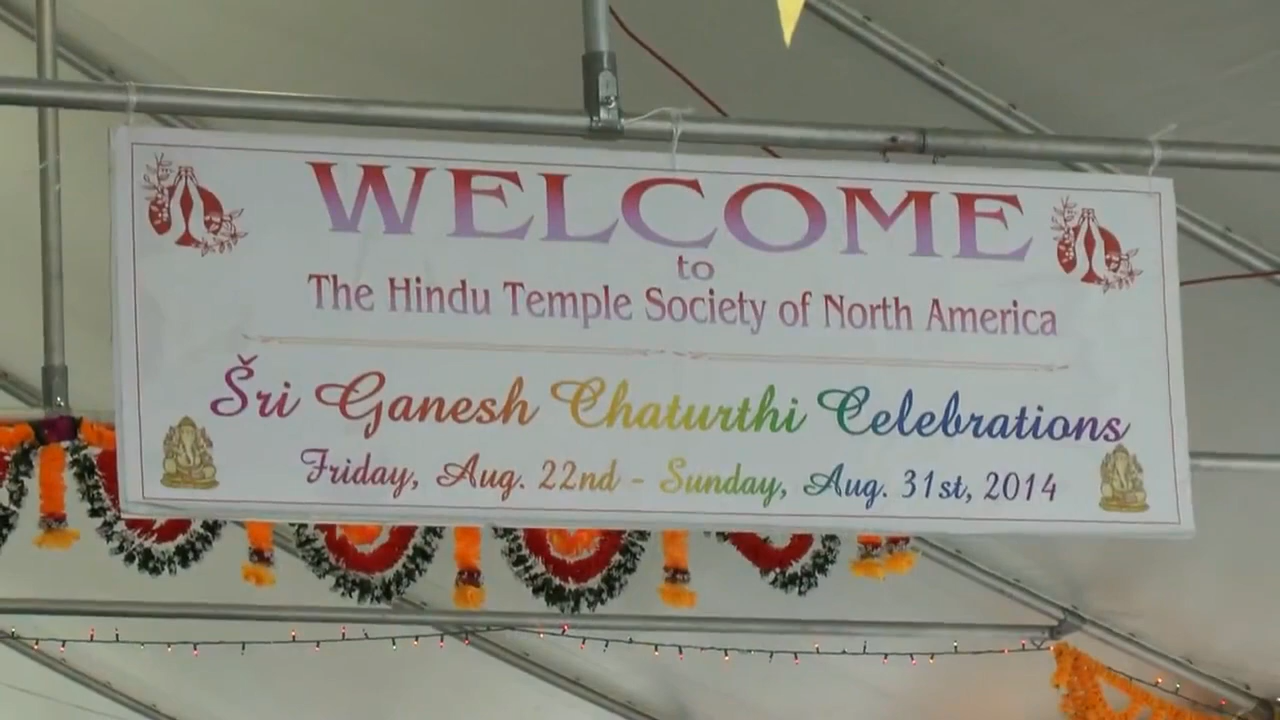 WELCOME
to
The Hindu Temple Society of North America
Šri Ganesh Chaturthi Celebrations
Friday, Aug. 22nd - Sunday, Aug. 31st, 2014